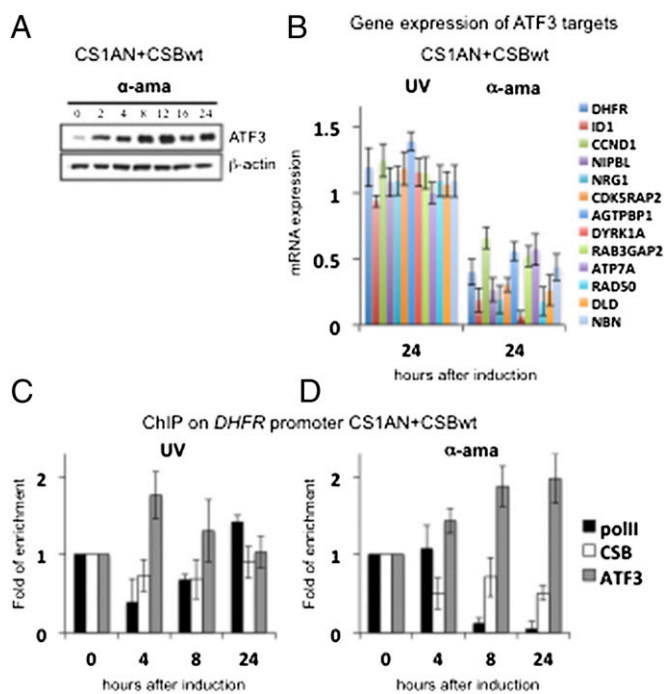 A
CS1AN+CSBwt
α-ama
0 2 4 8 12 16 24
ATF3
β-actin
B
Gene expression of ATF3 targets
CS1AN+CSBwt
UV α-ama
mRNA expression
1.5
1
0.5
0
24 24
hours after induction
DHFR
ID1
CCND1
NIPBL
NRG1
CDK5RAP2
AGTPBP1
DYRK1A
RAB3GAP2
ATP7A
RAD50
DLD
NBN
C
D
ChIP on DHFR promoter CS1AN+CSBwt
UV
Fold of enrichment
2
1
0
0 4 8 24
hours after induction
α-ama
Fold of enrichment
2
1
0
0 4 8 24
hours after induction
polII
CSB
ATF3